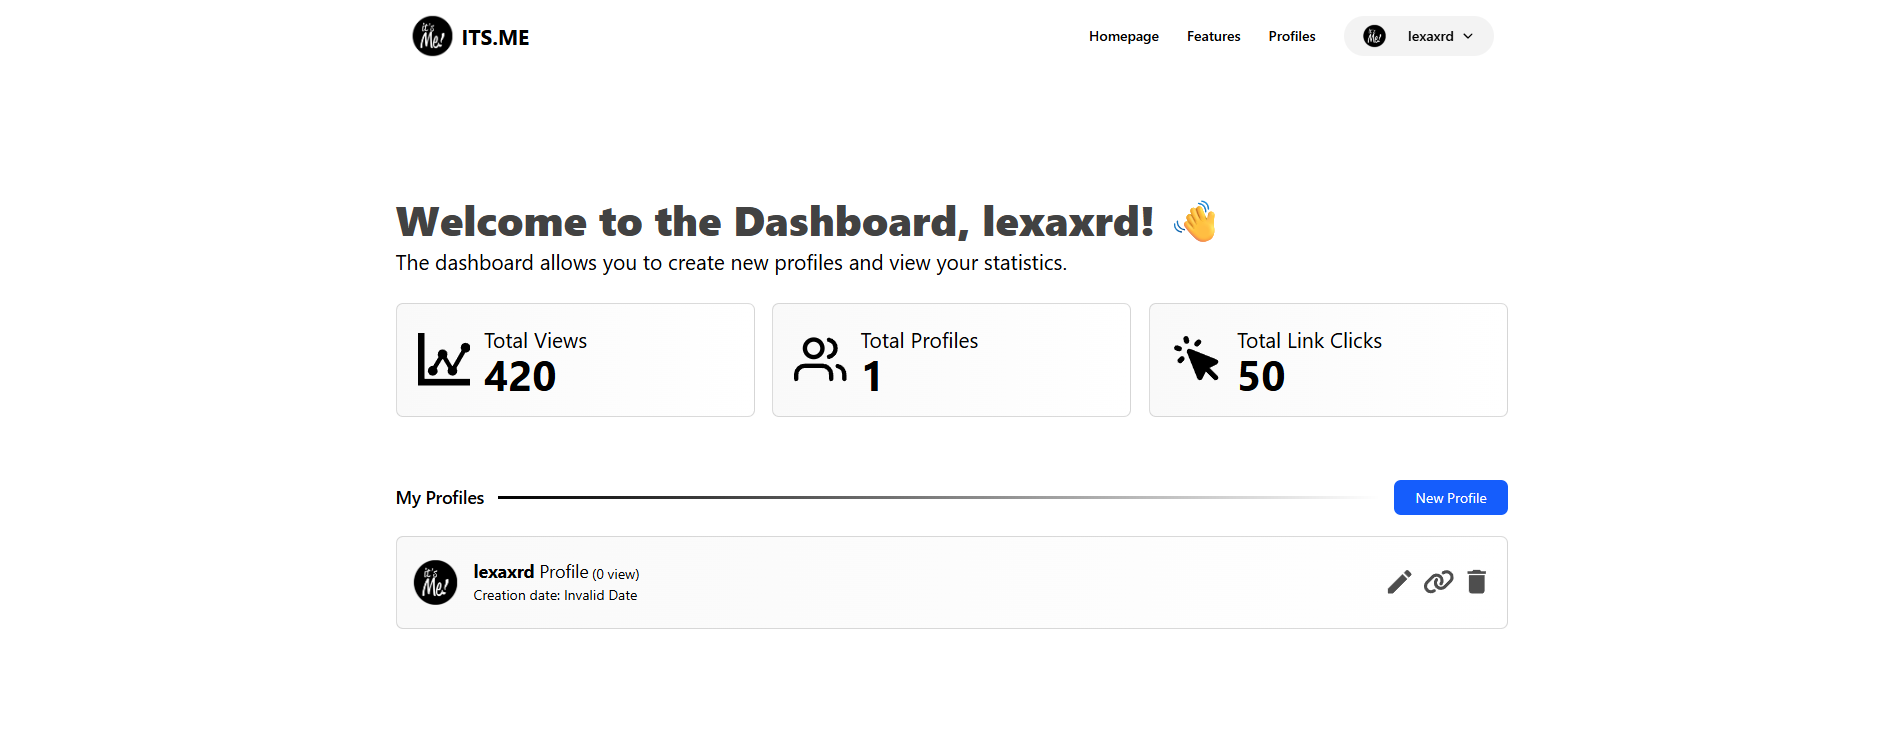 it's Me! ITS.ME
Homepage Features Profiles it's Me! lexaxrd
Welcome to the Dashboard, lexaxrd! 👋
The dashboard allows you to create new profiles and view your statistics.
Total Views
420
Total Profiles
1
Total Link Clicks
50
My Profiles
New Profile
it's Me!
lexaxrd Profile (0 view)
Creation date: Invalid Date